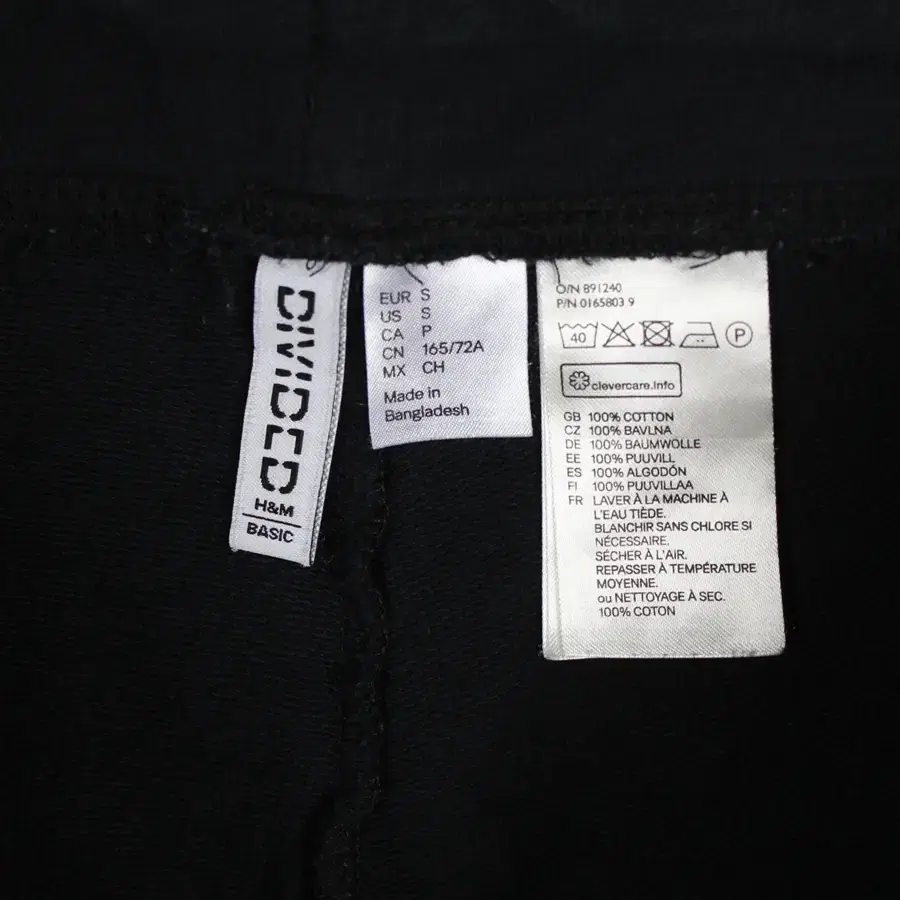 DIVIDED
H&M
BASIC
EUR S
US S
CA P
CN 165/72A
MX CH
Made in
Bangladesh
O/N 891240
P/N 0165803 9
40
P
clevercare.info
GB 100% COTTON
CZ 100% BAVLNA
DE 100% BAUMWOLLE
EE 100% PUUVILL
ES 100% ALGODÓN
FI 100% PUUVILLAA
FR LAVER À LA MACHINE À
L'EAU TIÈDE.
BLANCHIR SANS CHLORE SI
NÉCESSAIRE.
SÉCHER À L'AIR.
REPASSER À TEMPÉRATURE
MOYENNE.
ou NETTOYAGE À SEC.
100% COTON